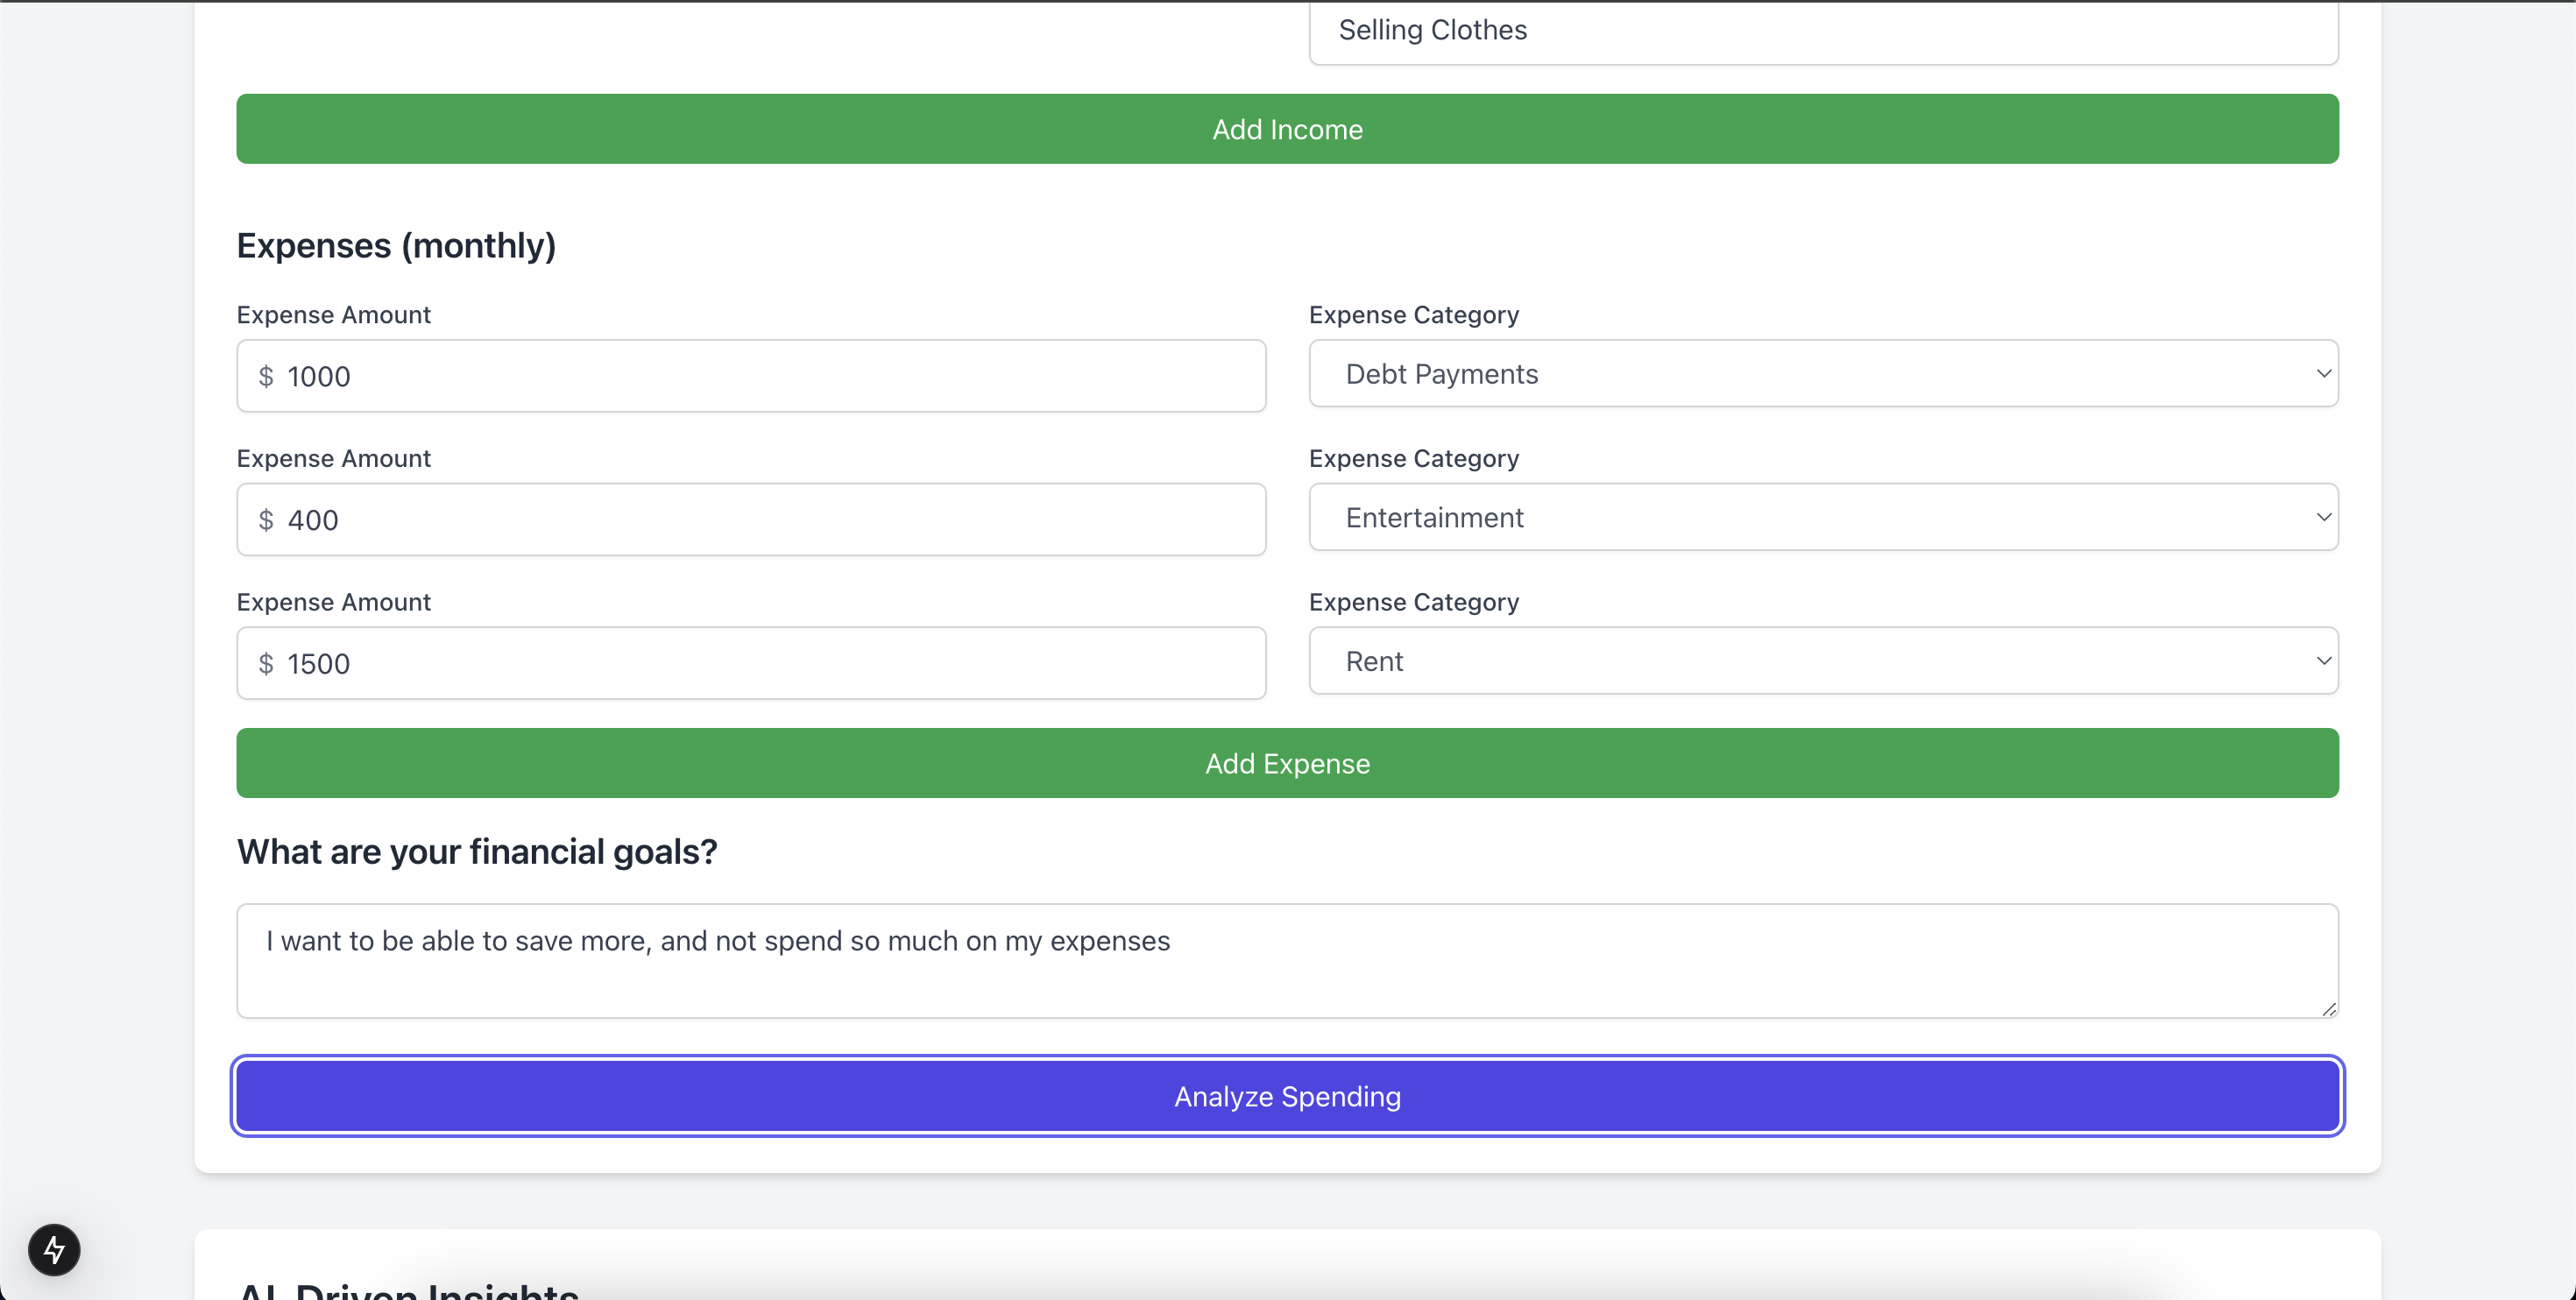 Selling Clothes
Add Income
Expenses (monthly)
Expense Amount
Expense Category
$ 1000
Debt Payments
Expense Amount
Expense Category
$ 400
Entertainment
Expense Amount
Expense Category
$ 1500
Rent
Add Expense
What are your financial goals?
I want to be able to save more, and not spend so much on my expenses
Analyze Spending
AI-Driven Insights